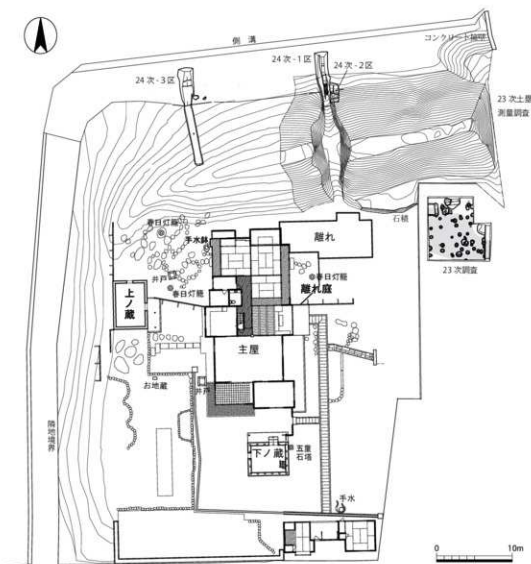 側溝
コンクリート擁壁
24次-1区
24次-2区
24次-3区
23次土塁
測量調査
石積
23次調査
春日灯籠
手水鉢
離れ
井戸
春日灯籠
春日灯籠
離れ庭
上ノ蔵
主屋
お地蔵
井戸
隣地境界
下ノ蔵
五重
石塔
手水
0
10m